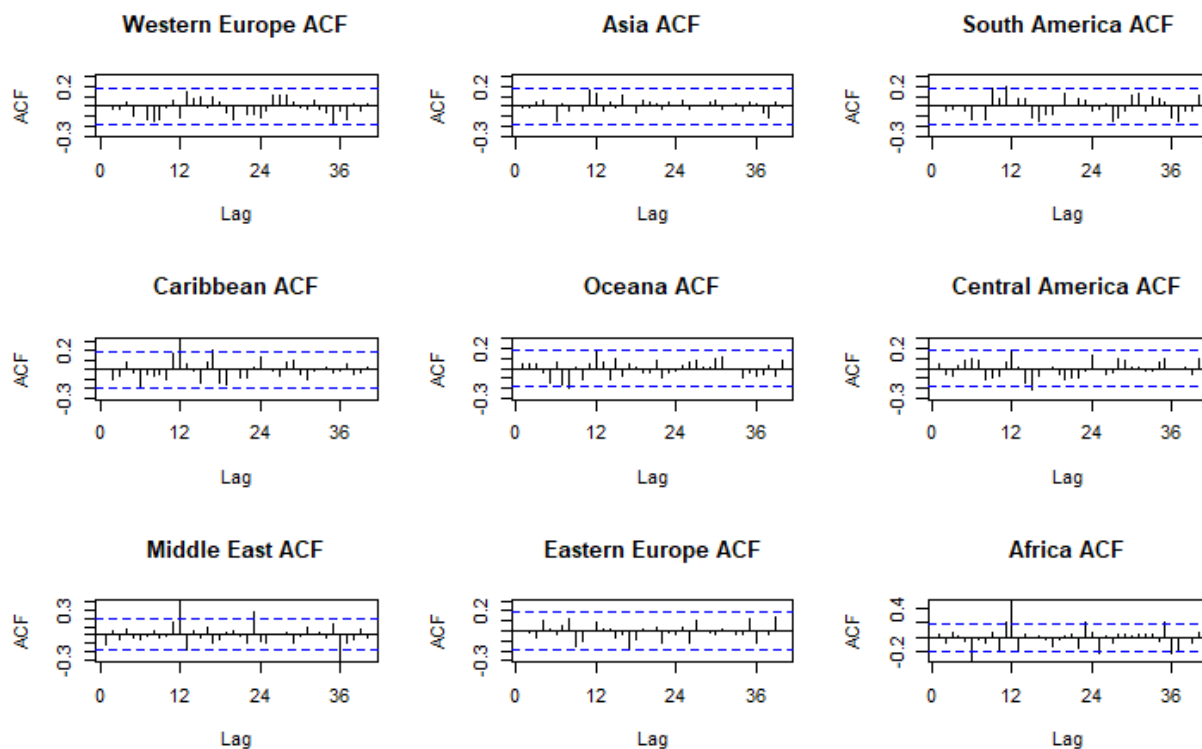 Western Europe ACF
Asia ACF
South America ACF
ACF
0.2
-0.3
ACF
0.2
-0.3
ACF
0.2
-0.3
0 12 24 36
0 12 24 36
0 12 24 36
Lag
Lag
Lag
Caribbean ACF
Oceana ACF
Central America ACF
ACF
0.2
-0.3
ACF
0.2
-0.3
ACF
0.2
-0.3
0 12 24 36
0 12 24 36
0 12 24 36
Lag
Lag
Lag
Middle East ACF
Eastern Europe ACF
Africa ACF
ACF
0.3
-0.3
ACF
0.2
-0.3
ACF
0.4
-0.2
0 12 24 36
0 12 24 36
0 12 24 36
Lag
Lag
Lag